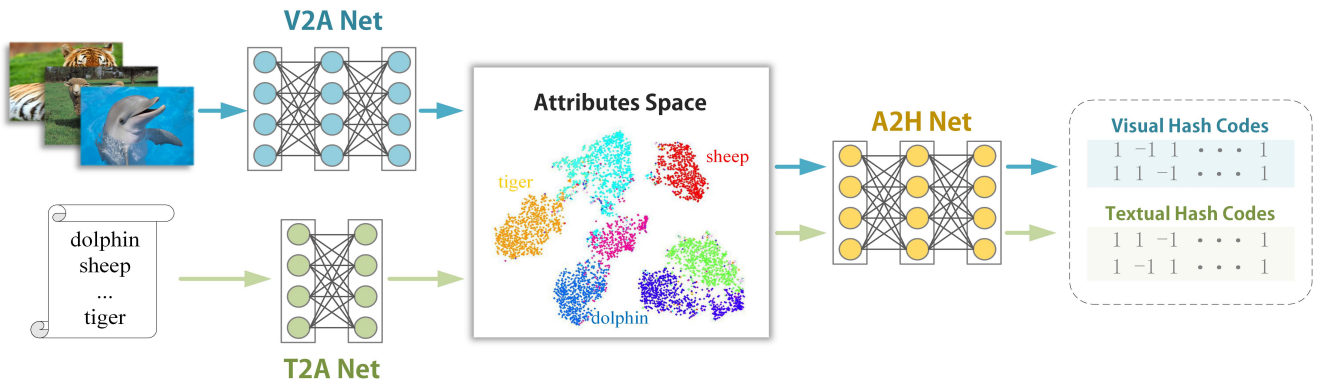 V2A Net
dolphin
sheep
...
tiger
T2A Net
Attributes Space
sheep
tiger
dolphin
A2H Net
Visual Hash Codes
1 −1 1 • • • 1
1 1 −1 • • • 1
Textual Hash Codes
1 1 −1 • • • 1
1 −1 1 • • • 1